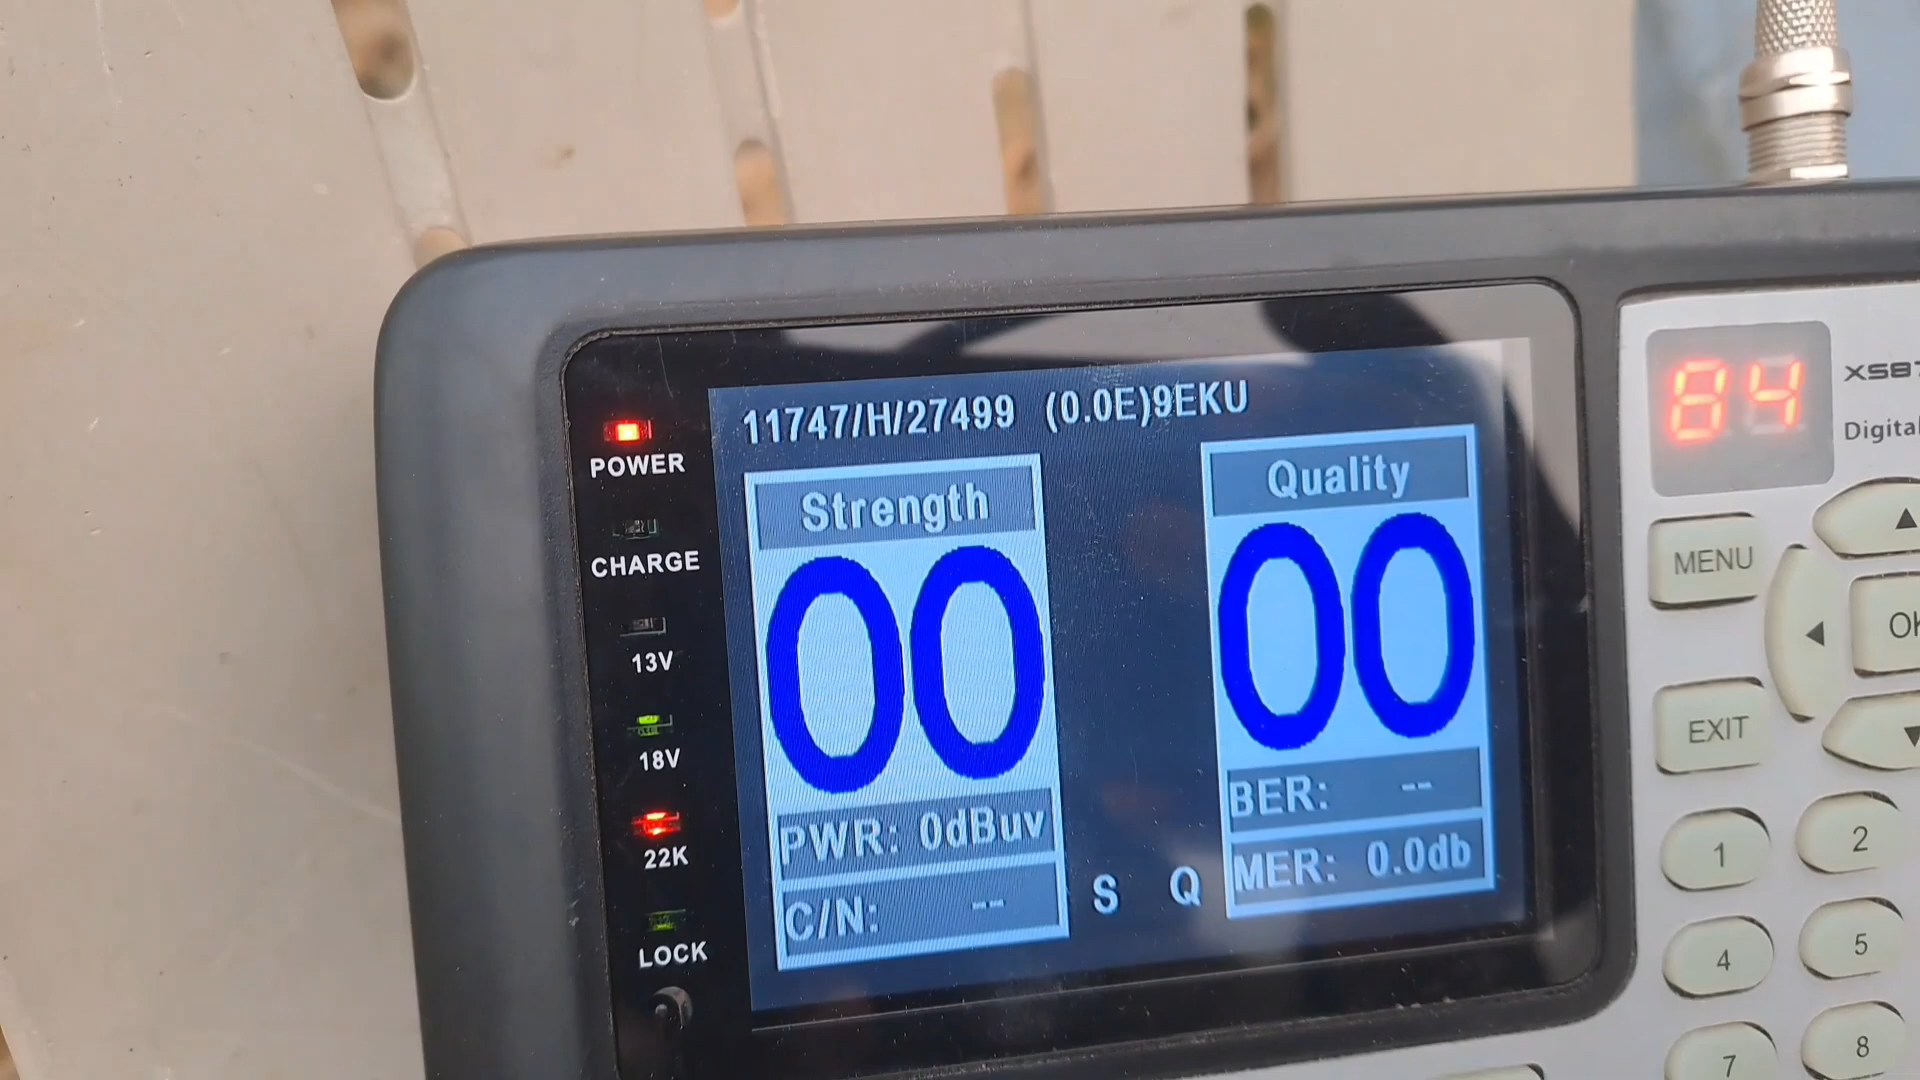 11747/H/27499 (0.0E)9EKU
Strength
00
PWR: 0dBuv
C/N: --
S Q
Quality
00
BER: --
MER: 0.0db
POWER
CHARGE
13V
18V
22K
LOCK
84
Digital
MENU
▲
◀
OK
EXIT
▼
1
2
4
5
7
8